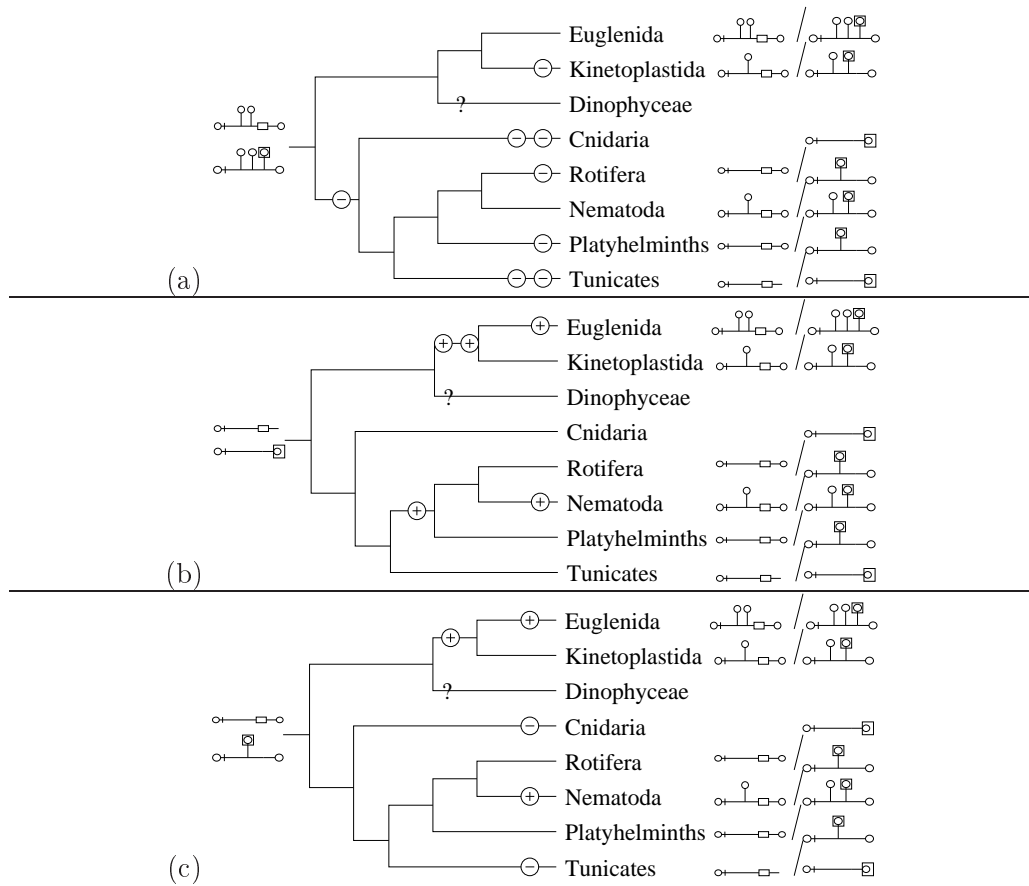 Euglenida
Kinetoplastida
? Dinophyceae
− − Cnidaria
− Rotifera
− Nematoda
− Platyhelminths
− − Tunicates
(a)
+ Euglenida
+ + Kinetoplastida
? Dinophyceae
Cnidaria
Rotifera
+ + Nematoda
Platyhelminths
Tunicates
(b)
+ Euglenida
+ Kinetoplastida
? Dinophyceae
− Cnidaria
Rotifera
+ Nematoda
Platyhelminths
− Tunicates
(c)